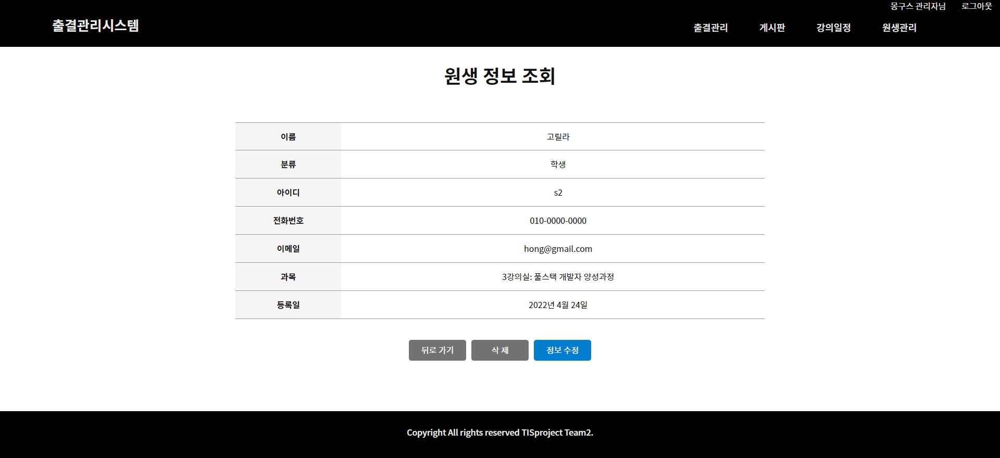 몽구스 관리자님 로그아웃
출결관리시스템 출결관리 게시판 강의일정 원생관리
원생 정보 조회
이름 고릴라
분류 학생
아이디 s2
전화번호 010-0000-0000
이메일 hong@gmail.com
과목 3강의실: 풀스택 개발자 양성과정
등록일 2022년 4월 24일
뒤로 가기 삭 제 정보 수정
Copyright All rights reserved TISproject Team2.